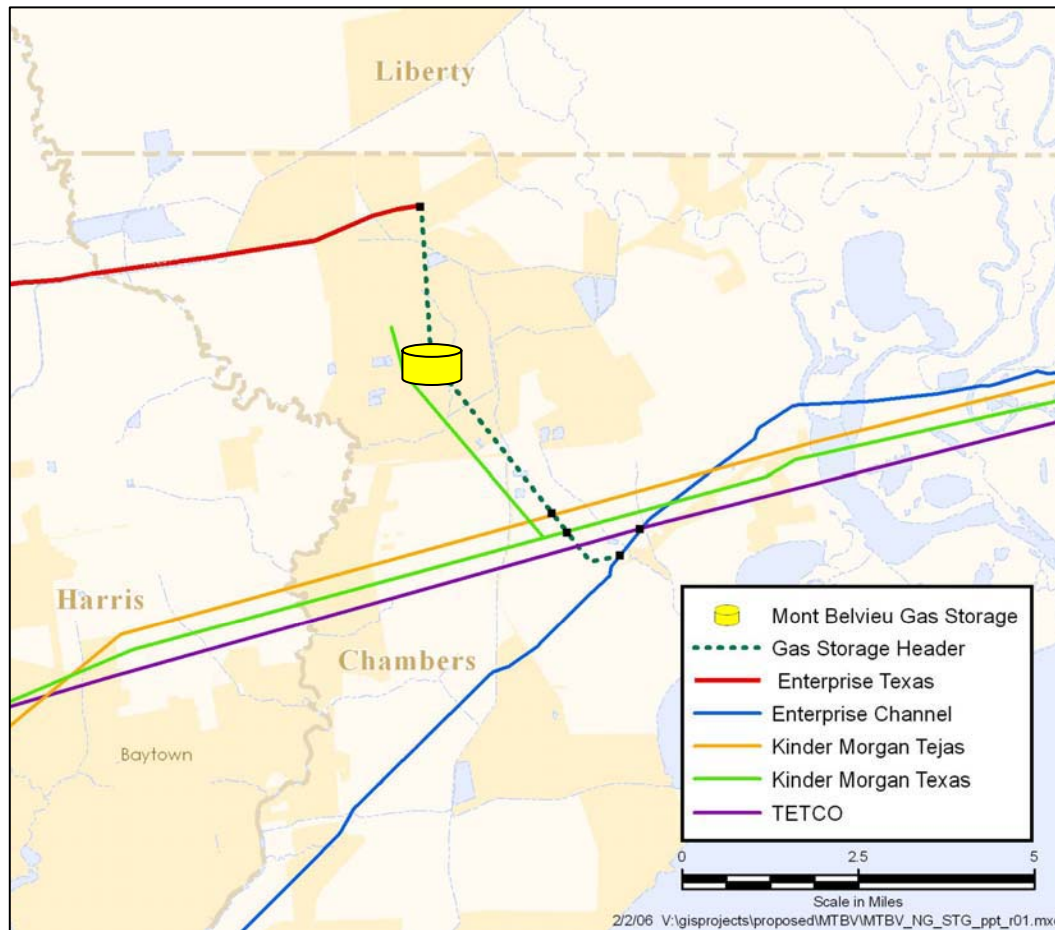 Liberty
Harris
Chambers
Baytown
Mont Belvieu Gas Storage
Gas Storage Header
Enterprise Texas
Enterprise Channel
Kinder Morgan Tejas
Kinder Morgan Texas
TETCO
0 2.5 5
Scale in Miles
2/2/06 V:\gisprojects\proposed\MTBV\MTBV_NG_STG_ppt_r01.mxd